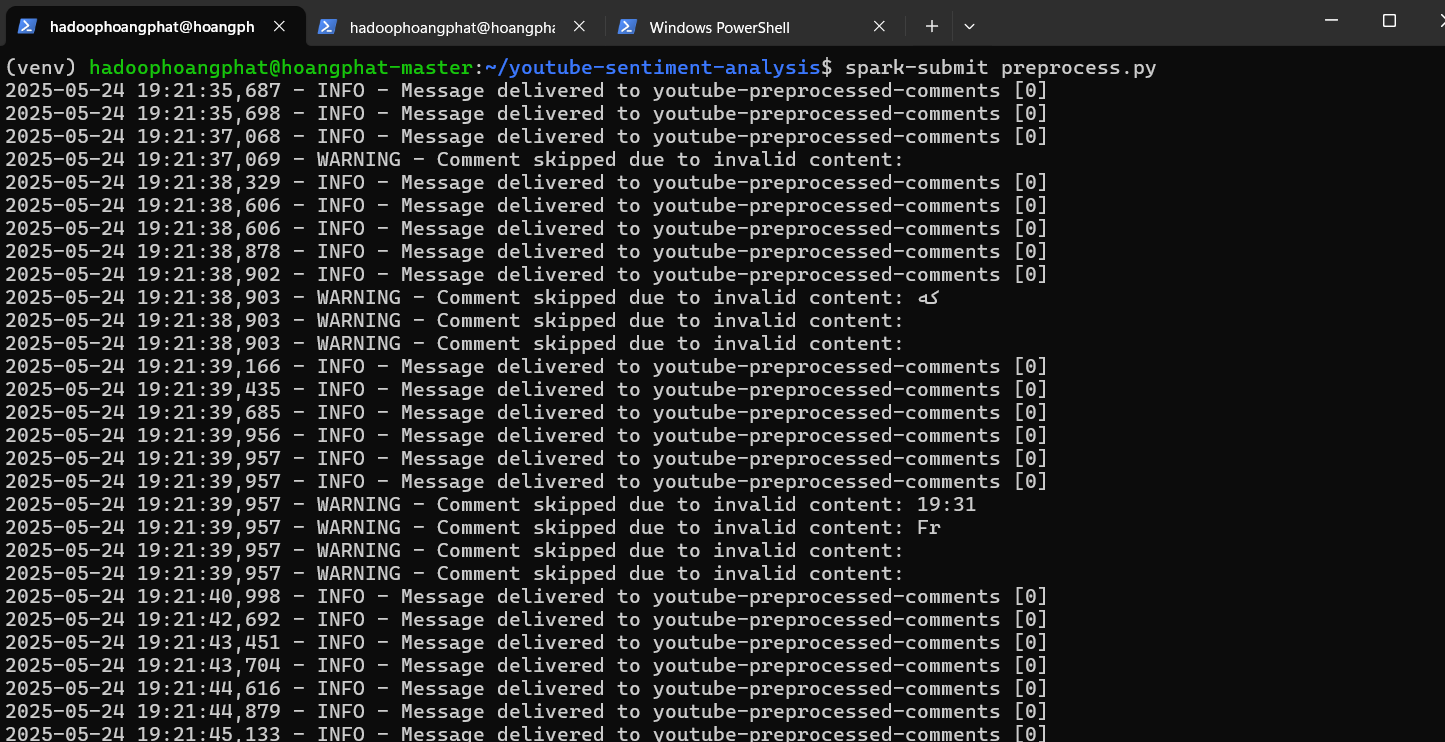 hadoophoangphat@hoangph
hadoophoangphat@hoangpha
Windows PowerShell
(venv) hadoophoangphat@hoangphat-master:~/youtube-sentiment-analysis$ spark-submit preprocess.py
2025-05-24 19:21:35,687 - INFO - Message delivered to youtube-preprocessed-comments [0]
2025-05-24 19:21:35,698 - INFO - Message delivered to youtube-preprocessed-comments [0]
2025-05-24 19:21:37,068 - INFO - Message delivered to youtube-preprocessed-comments [0]
2025-05-24 19:21:37,069 - WARNING - Comment skipped due to invalid content:
2025-05-24 19:21:38,329 - INFO - Message delivered to youtube-preprocessed-comments [0]
2025-05-24 19:21:38,606 - INFO - Message delivered to youtube-preprocessed-comments [0]
2025-05-24 19:21:38,606 - INFO - Message delivered to youtube-preprocessed-comments [0]
2025-05-24 19:21:38,878 - INFO - Message delivered to youtube-preprocessed-comments [0]
2025-05-24 19:21:38,902 - INFO - Message delivered to youtube-preprocessed-comments [0]
2025-05-24 19:21:38,903 - WARNING - Comment skipped due to invalid content: که
2025-05-24 19:21:38,903 - WARNING - Comment skipped due to invalid content:
2025-05-24 19:21:38,903 - WARNING - Comment skipped due to invalid content:
2025-05-24 19:21:39,166 - INFO - Message delivered to youtube-preprocessed-comments [0]
2025-05-24 19:21:39,435 - INFO - Message delivered to youtube-preprocessed-comments [0]
2025-05-24 19:21:39,685 - INFO - Message delivered to youtube-preprocessed-comments [0]
2025-05-24 19:21:39,956 - INFO - Message delivered to youtube-preprocessed-comments [0]
2025-05-24 19:21:39,957 - INFO - Message delivered to youtube-preprocessed-comments [0]
2025-05-24 19:21:39,957 - INFO - Message delivered to youtube-preprocessed-comments [0]
2025-05-24 19:21:39,957 - WARNING - Comment skipped due to invalid content: 19:31
2025-05-24 19:21:39,957 - WARNING - Comment skipped due to invalid content: Fr
2025-05-24 19:21:39,957 - WARNING - Comment skipped due to invalid content:
2025-05-24 19:21:39,957 - WARNING - Comment skipped due to invalid content:
2025-05-24 19:21:40,998 - INFO - Message delivered to youtube-preprocessed-comments [0]
2025-05-24 19:21:42,692 - INFO - Message delivered to youtube-preprocessed-comments [0]
2025-05-24 19:21:43,451 - INFO - Message delivered to youtube-preprocessed-comments [0]
2025-05-24 19:21:43,704 - INFO - Message delivered to youtube-preprocessed-comments [0]
2025-05-24 19:21:44,616 - INFO - Message delivered to youtube-preprocessed-comments [0]
2025-05-24 19:21:44,879 - INFO - Message delivered to youtube-preprocessed-comments [0]
2025-05-24 19:21:45,133 - INFO - Message delivered to youtube-preprocessed-comments [0]